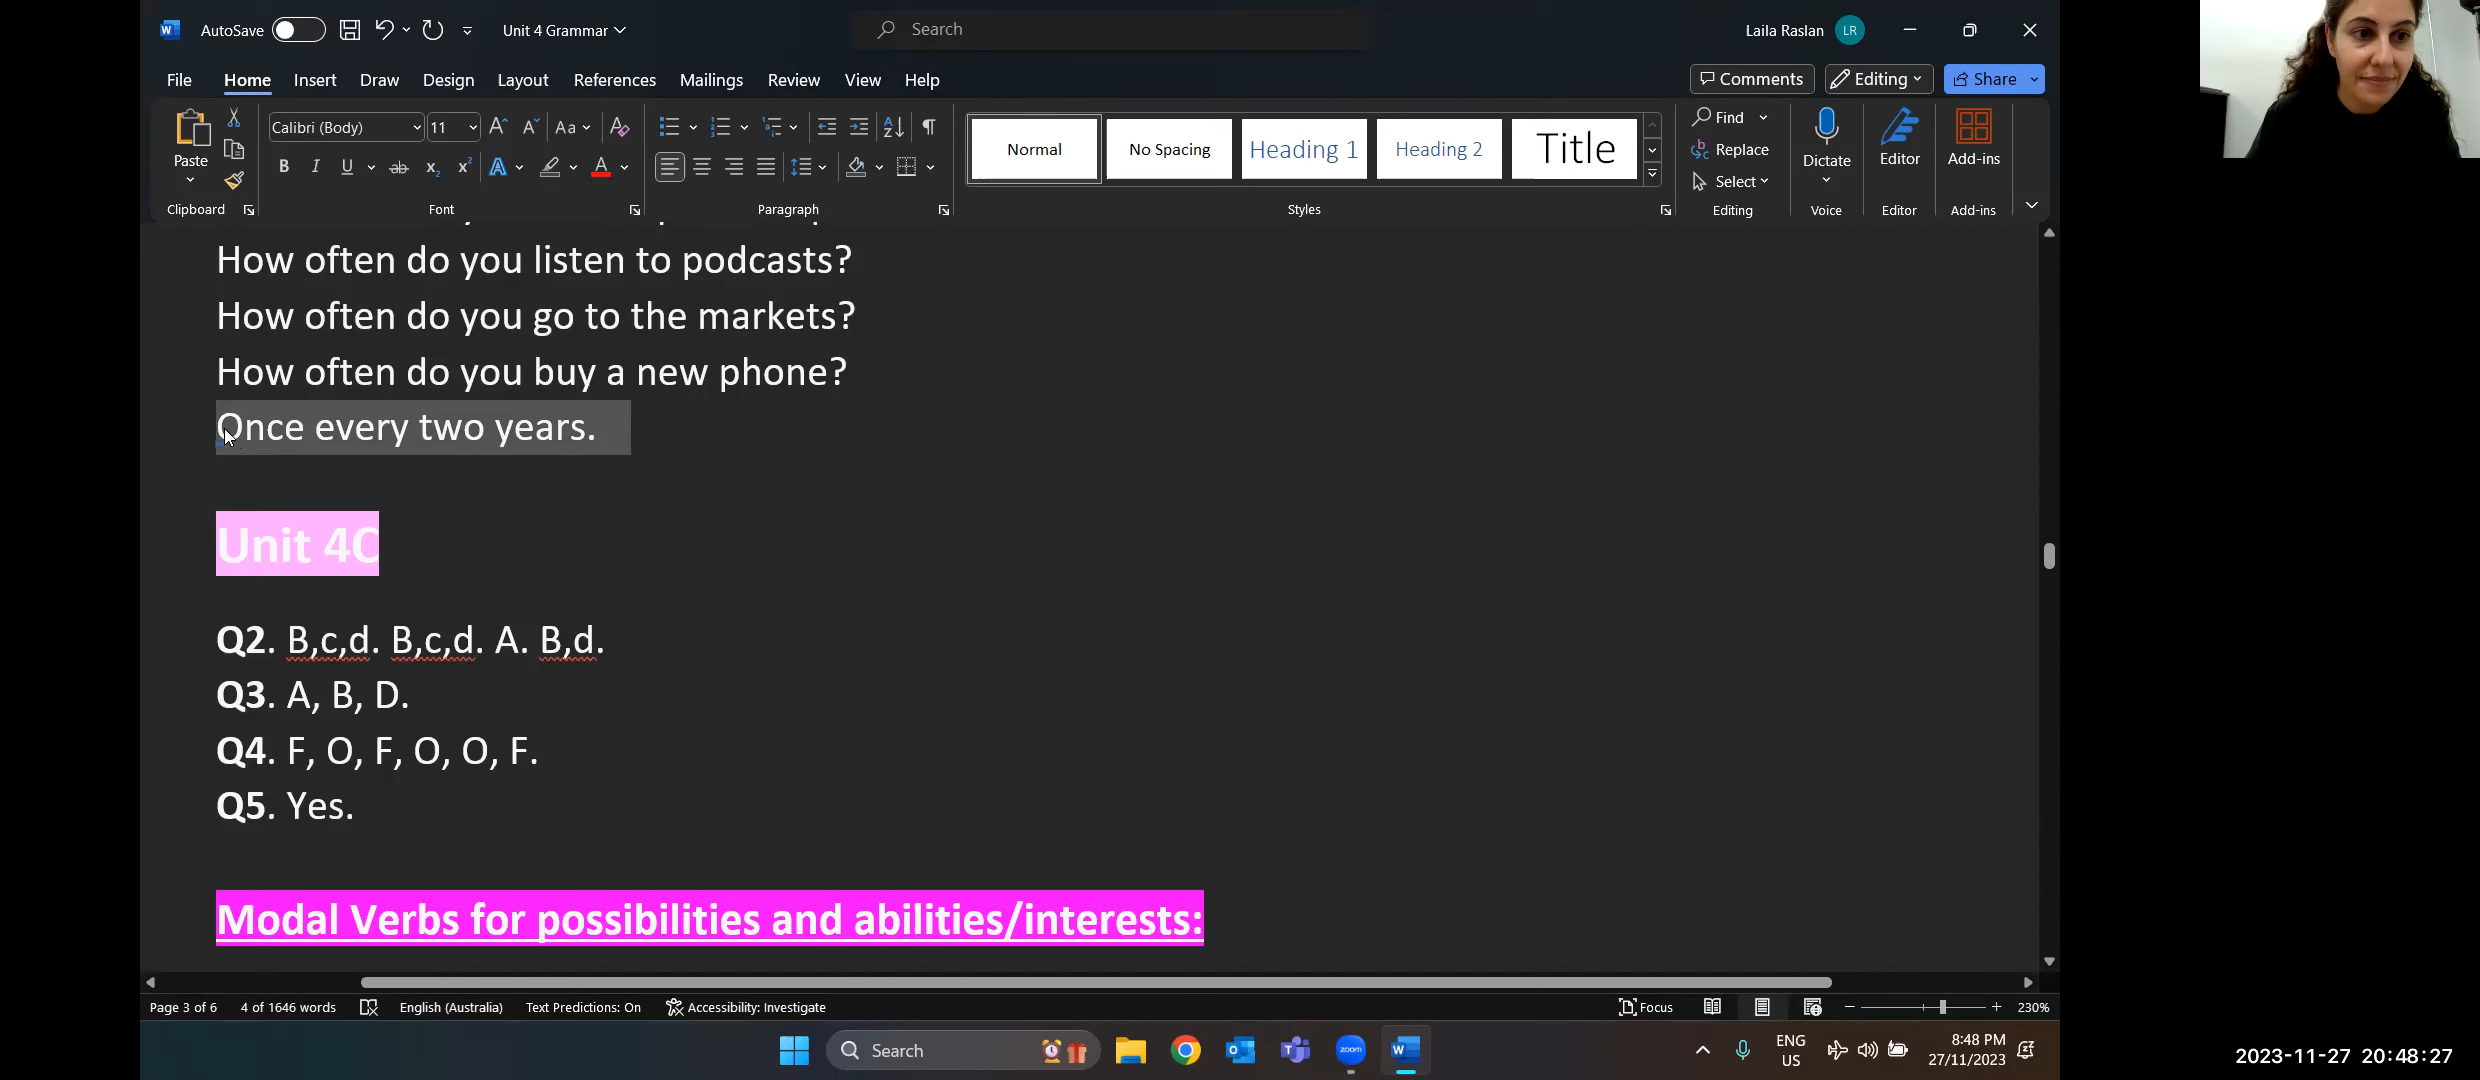 AutoSave
Unit 4 Grammar
Search
Laila Raslan
LR
File Home Insert Draw Design Layout References Mailings Review View Help
Comments
Editing
Share
Paste
Calibri (Body)
11
Normal
No Spacing
Heading 1
Heading 2
Title
Find
Replace
Select
Dictate
Editor
Add-ins
Clipboard
Font
Paragraph
Styles
Editing
Voice
Editor
Add-ins
How often do you listen to podcasts?
How often do you go to the markets?
How often do you buy a new phone?
Once every two years.
Unit 4C
Q2. B,c,d. B,c,d. A. B,d.
Q3. A, B, D.
Q4. F, O, F, O, O, F.
Q5. Yes.
Modal Verbs for possibilities and abilities/interests:
Page 3 of 6
4 of 1646 words
English (Australia)
Text Predictions: On
Accessibility: Investigate
Focus
230%
Search
zoom
ENG
US
8:48 PM
27/11/2023
2023-11-27 20:48:27